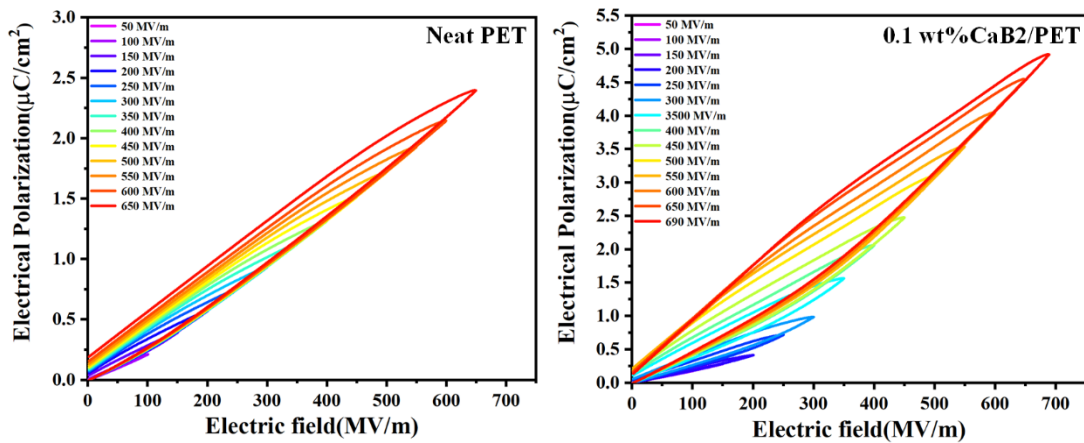 Neat PET
Electrical Polarization(μC/cm²)
3.0
2.5
2.0
1.5
1.0
0.5
0.0
50 MV/m
100 MV/m
150 MV/m
200 MV/m
250 MV/m
300 MV/m
350 MV/m
400 MV/m
450 MV/m
500 MV/m
550 MV/m
600 MV/m
650 MV/m
0 100 200 300 400 500 600 700
Electric field(MV/m)
0.1 wt%CaB2/PET
Electrical Polarization(μC/cm²)
5.5
5.0
4.5
4.0
3.5
3.0
2.5
2.0
1.5
1.0
0.5
0.0
50 MV/m
100 MV/m
150 MV/m
200 MV/m
250 MV/m
300 MV/m
3500 MV/m
400 MV/m
450 MV/m
500 MV/m
550 MV/m
600 MV/m
650 MV/m
690 MV/m
0 100 200 300 400 500 600 700
Electric field(MV/m)